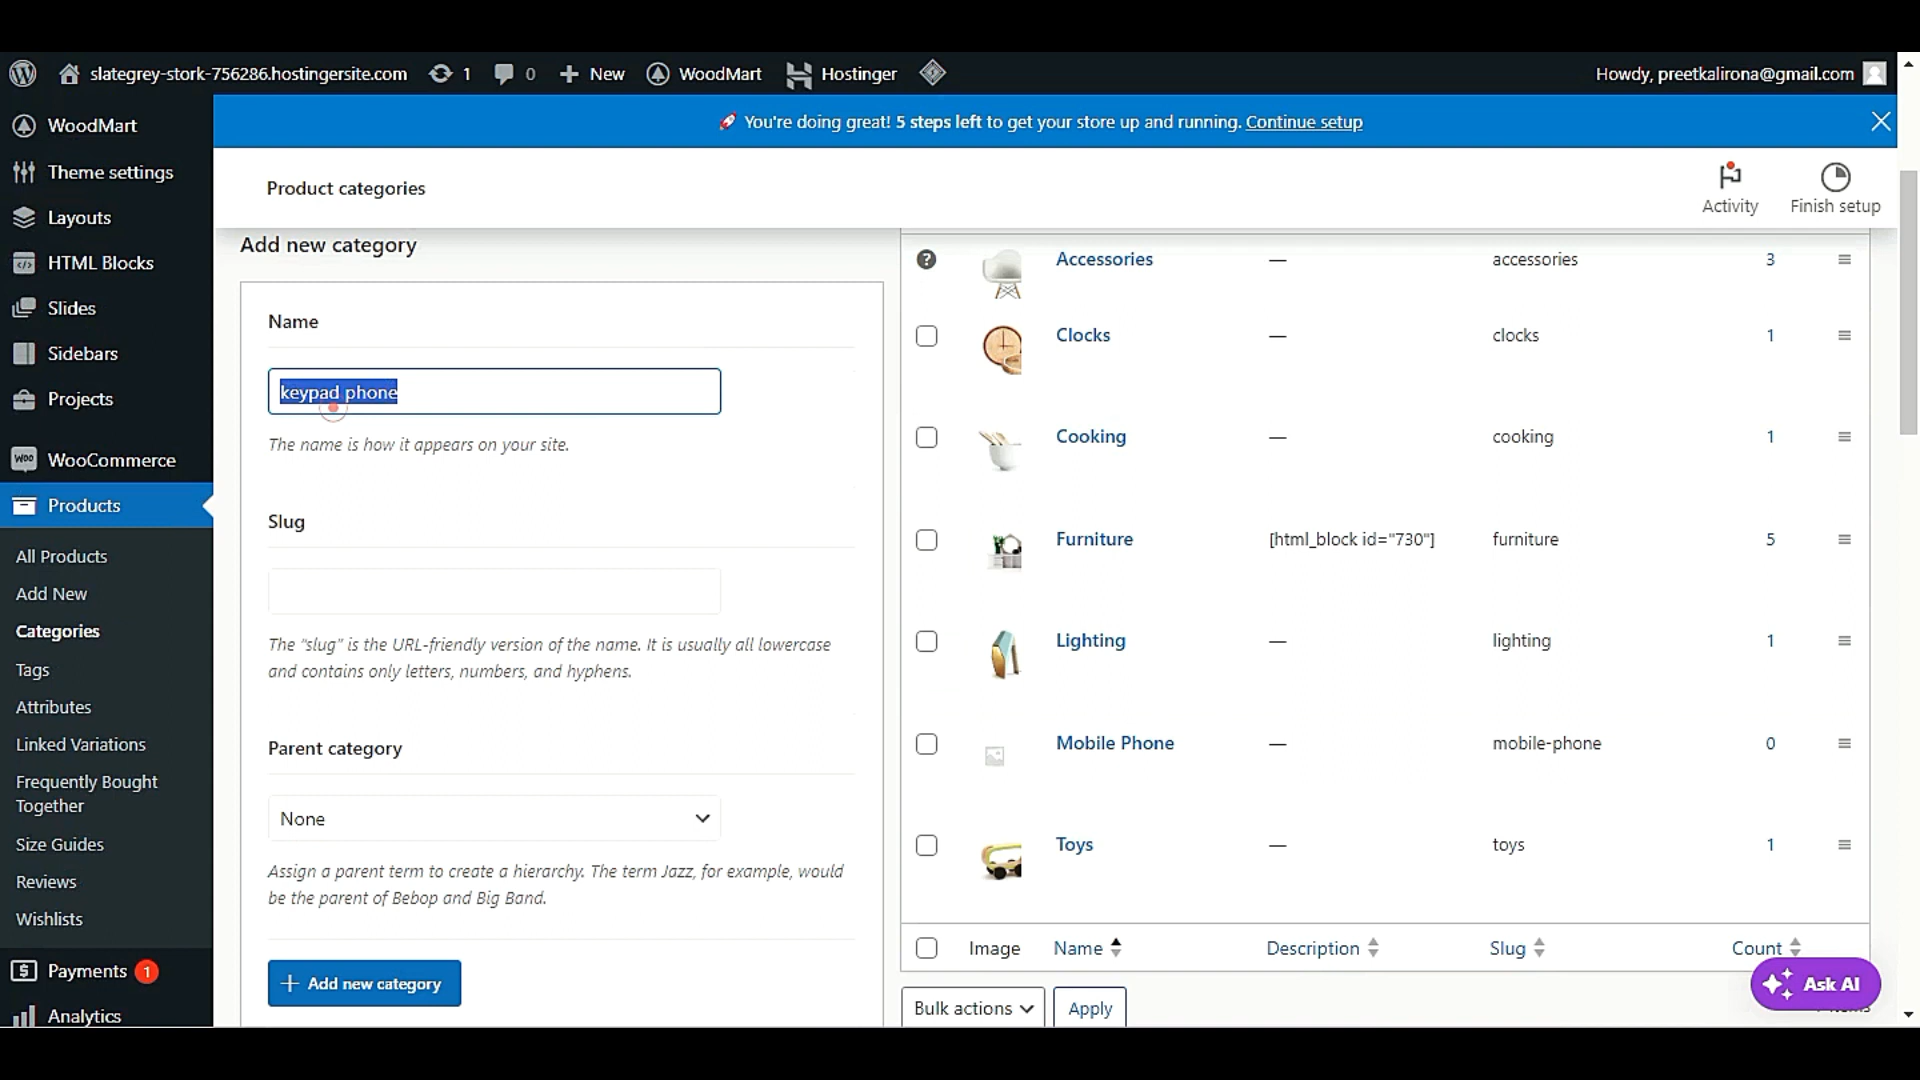 slategrey-stork-756286.hostingersite.com 1 0 New WoodMart Hostinger Howdy, preetkalirona@gmail.com
You're doing great! 5 steps left to get your store up and running. Continue setup
WoodMart
Theme settings
Layouts
HTML Blocks
Slides
Sidebars
Projects
WOO WooCommerce
Products
All Products
Add New
Categories
Tags
Attributes
Linked Variations
Frequently Bought
Together
Size Guides
Reviews
Wishlists
Payments 1
Analytics
Product categories
Activity
Finish setup
Add new category
Name
keypad phone
The name is how it appears on your site.
Slug
The "slug" is the URL-friendly version of the name. It is usually all lowercase
and contains only letters, numbers, and hyphens.
Parent category
None
Assign a parent term to create a hierarchy. The term Jazz, for example, would
be the parent of Bebop and Big Band.
+ Add new category
? Accessories — accessories 3
Clocks — clocks 1
Cooking — cooking 1
Furniture [html_block id="730"] furniture 5
Lighting — lighting 1
Mobile Phone — mobile-phone 0
Toys — toys 1
Image Name Description Slug Count
Bulk actions Apply
Ask AI